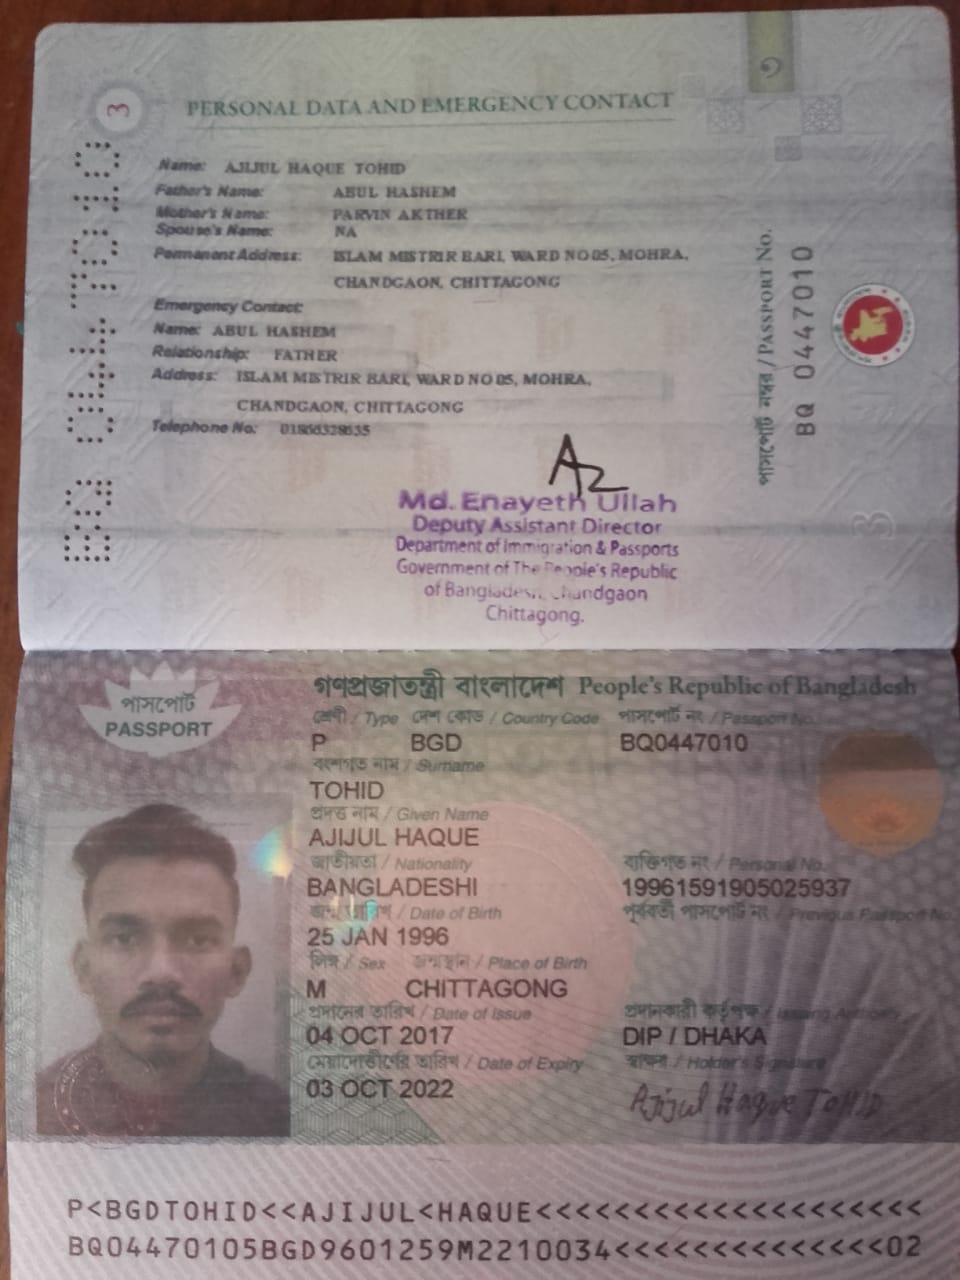 3
PERSONAL DATA AND EMERGENCY CONTACT
Name: AJIJUL HAQUE TOHID
Father's Name: ABUL HASHEM
Mother's Name: PARVIN AKTHER
Spouse's Name: NA
Permanent Address: ISLAM MISTRIR BARI, WARD NO 05, MOHRA,
CHANDGAON, CHITTAGONG
Emergency Contact:
Name: ABUL HASHEM
Relationship: FATHER
Address: ISLAM MISTRIR BARI, WARD NO 05, MOHRA,
CHANDGAON, CHITTAGONG
Telephone No:
পাসপোর্ট নম্বর / PASSPORT No.
BQ 0447010
BQ 0447010
Md. Enayeth Ullah
Deputy Assistant Director
Department of Immigration & Passports
Government of The People's Republic
of Bangladesh, Chandgaon
Chittagong.
3
পাসপোর্ট
PASSPORT
গণপ্রজাতন্ত্রী বাংলাদেশ People's Republic of Bangladesh
শ্রেণী / Type দেশ কোড / Country Code পাসপোর্ট নং / Passport No.
P BGD BQ0447010
বংশগত নাম / Surname
TOHID
প্রদত্ত নাম / Given Name
AJIJUL HAQUE
জাতীয়তা / Nationality ব্যক্তিগত নং / Personal No.
BANGLADESHI 19961591905025937
জন্ম তারিখ / Date of Birth পূর্ববর্তী পাসপোর্ট নং / Previous Passport No.
25 JAN 1996
লিঙ্গ / Sex জন্মস্থান / Place of Birth
M CHITTAGONG
প্রদানের তারিখ / Date of Issue প্রদানকারী কর্তৃপক্ষ / Issuing Authority
04 OCT 2017 DIP / DHAKA
মেয়াদোত্তীর্ণের তারিখ / Date of Expiry স্বাক্ষর / Holder's Signature
03 OCT 2022 Ajijul Haque TOHID
P<BGDTOHID<<AJIJUL<HAQUE<<<<<<<<<<<<<<<<<<<<
BQ04470105BGD9601259M2210034<<<<<<<<<<<<<<02